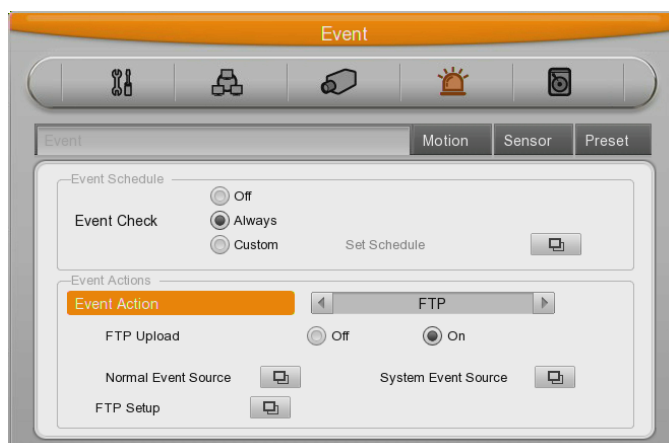 Event
Event
Motion
Sensor
Preset
Event Schedule
Off
Event Check
Always
Custom
Set Schedule
Event Actions
Event Action
FTP
FTP Upload
Off
On
Normal Event Source
System Event Source
FTP Setup